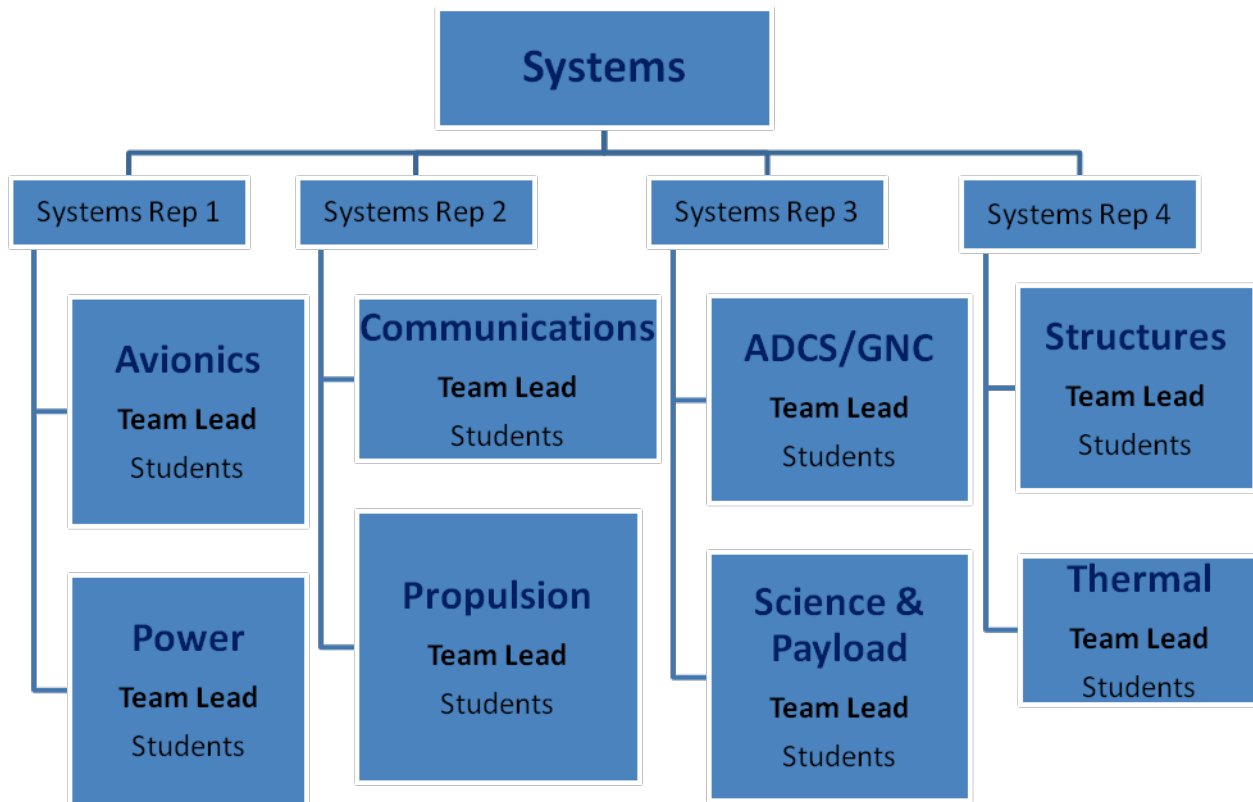 Systems
Systems Rep 1
Systems Rep 2
Systems Rep 3
Systems Rep 4
Avionics
Team Lead
Students
Communications
Team Lead
Students
ADCS/GNC
Team Lead
Students
Structures
Team Lead
Students
Power
Team Lead
Students
Propulsion
Team Lead
Students
Science &
Payload
Team Lead
Students
Thermal
Team Lead
Students